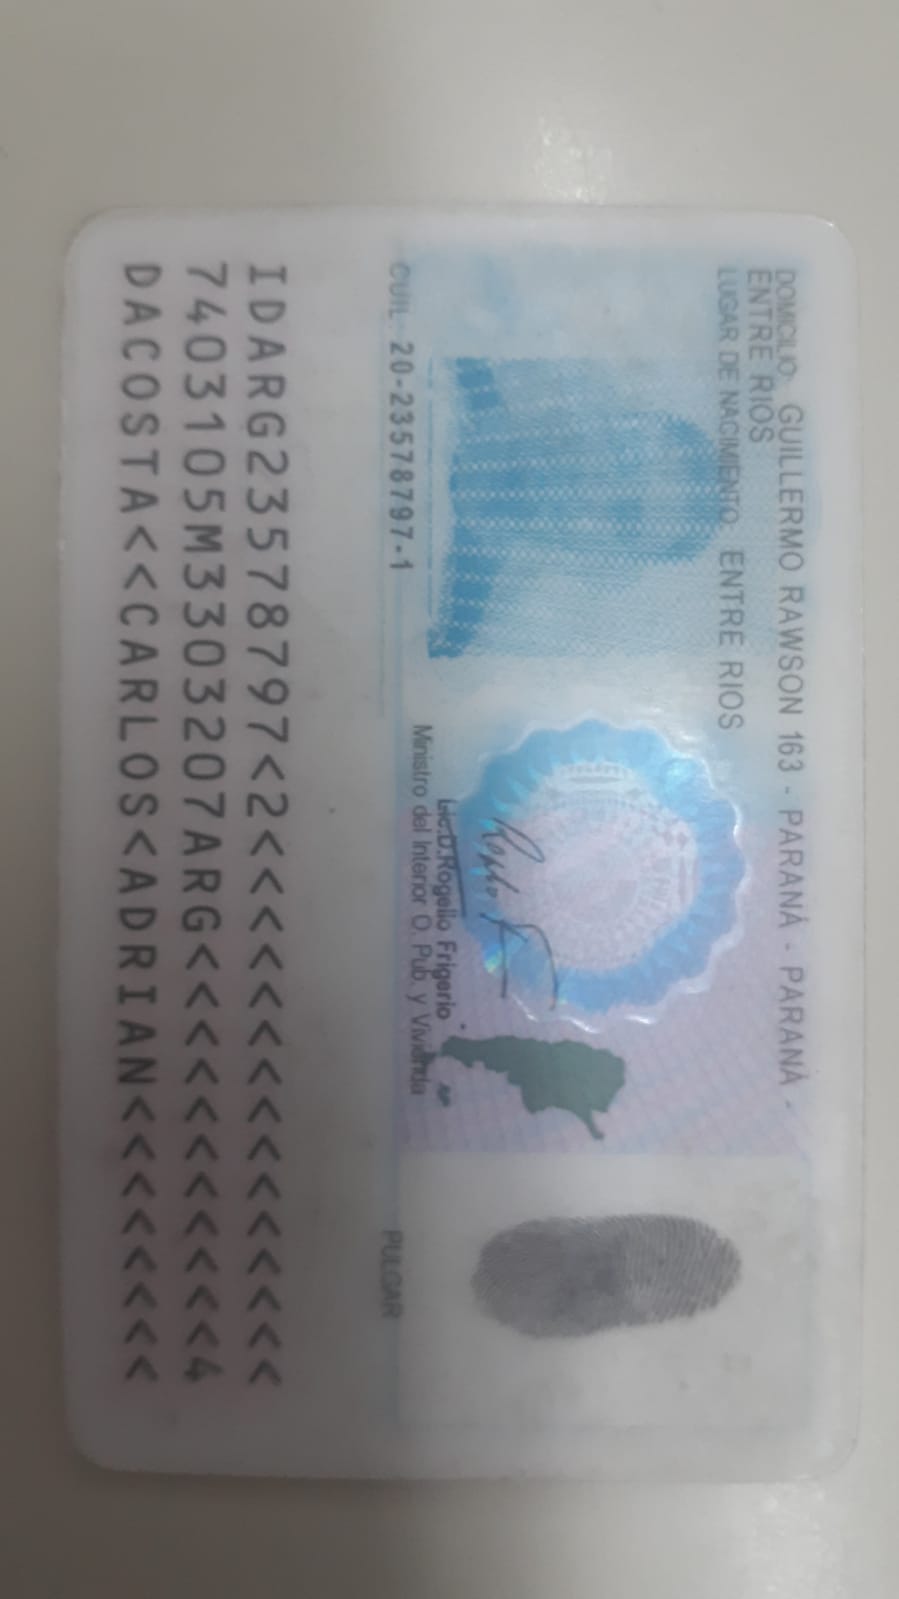 DOMICILIO: GUILLERMO RAWSON 163 - PARANÁ - PARANÁ -
ENTRE RIOS
LUGAR DE NACIMIENTO: ENTRE RIOS
Lic.D.Rogelio Frigerio
Ministro del Interior O. Pub. y Vivienda
CUIL: 20-23578797-1
PULGAR
IDARG23578797<2<<<<<<<<<<<<<<<
7403105M3303207ARG<<<<<<<<<<<4
DACOSTA<<CARLOS<ADRIAN<<<<<<<<